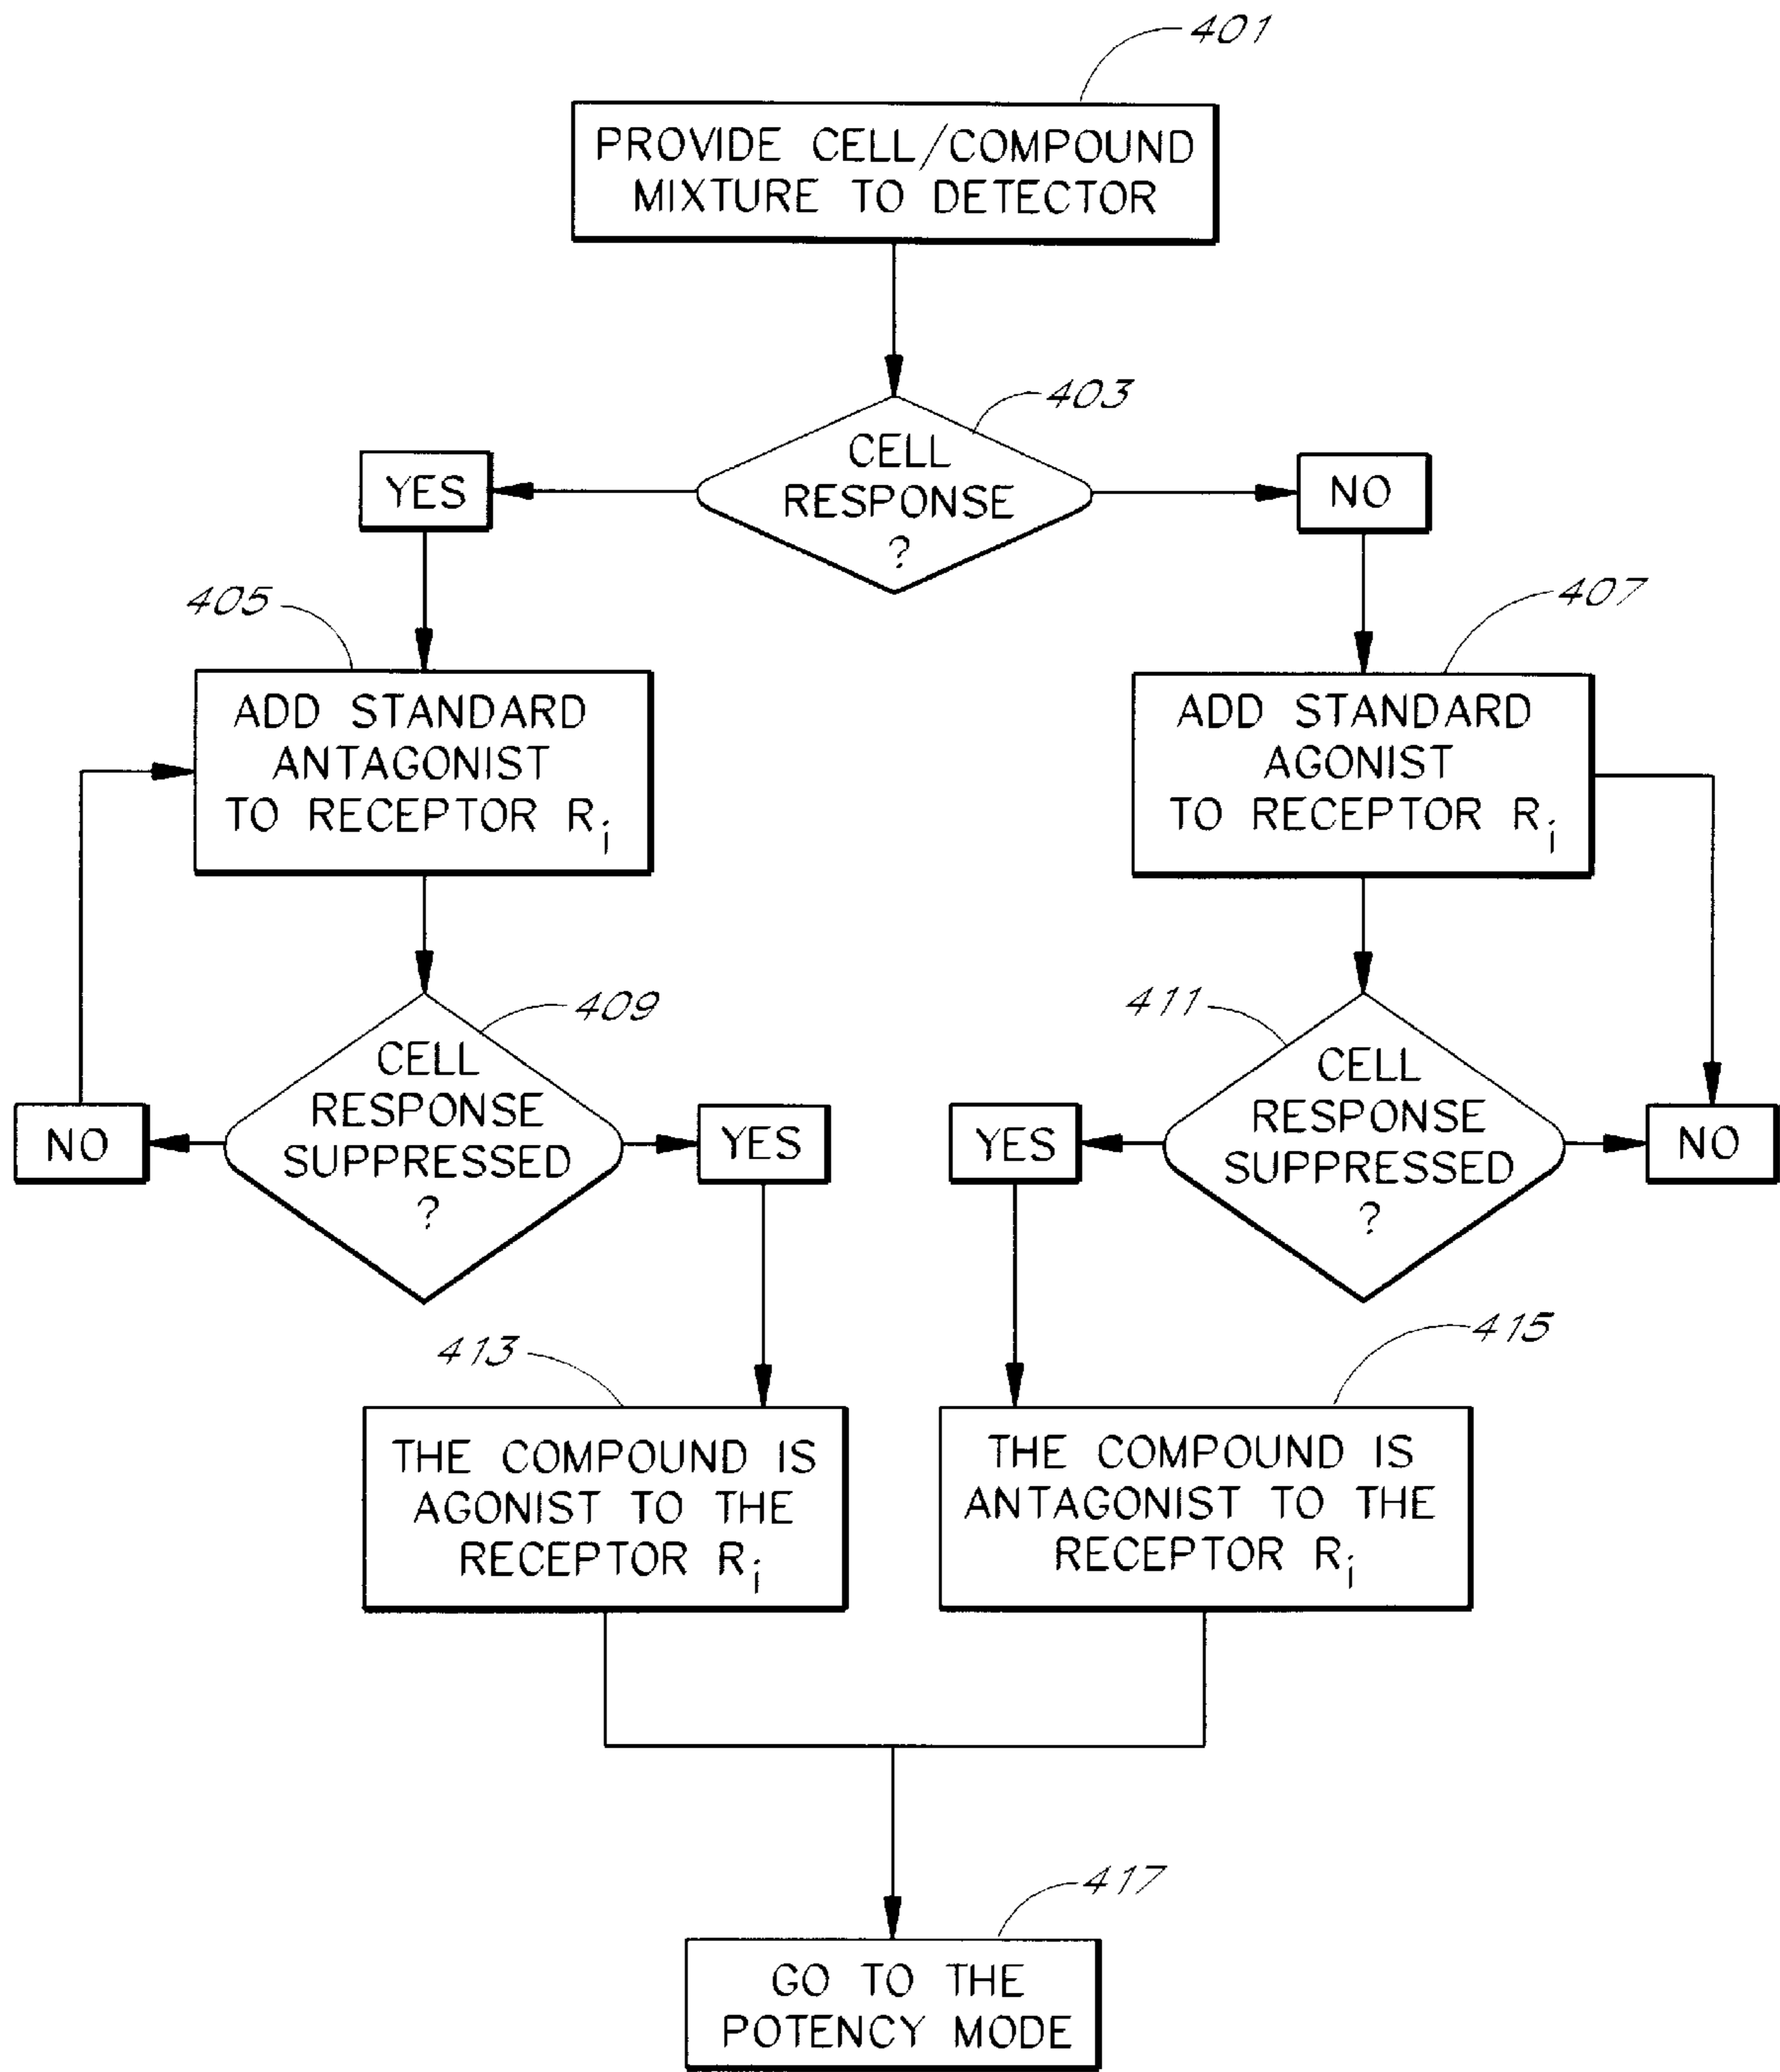 401
PROVIDE CELL/COMPOUND
MIXTURE TO DETECTOR
403
CELL
RESPONSE
?
YES
NO
405
ADD STANDARD
ANTAGONIST
TO RECEPTOR Ri
407
ADD STANDARD
AGONIST
TO RECEPTOR Ri
409
CELL
RESPONSE
SUPPRESSED
?
NO
YES
411
CELL
RESPONSE
SUPPRESSED
?
YES
NO
413
THE COMPOUND IS
AGONIST TO THE
RECEPTOR Ri
415
THE COMPOUND IS
ANTAGONIST TO THE
RECEPTOR Ri
417
GO TO THE
POTENCY MODE